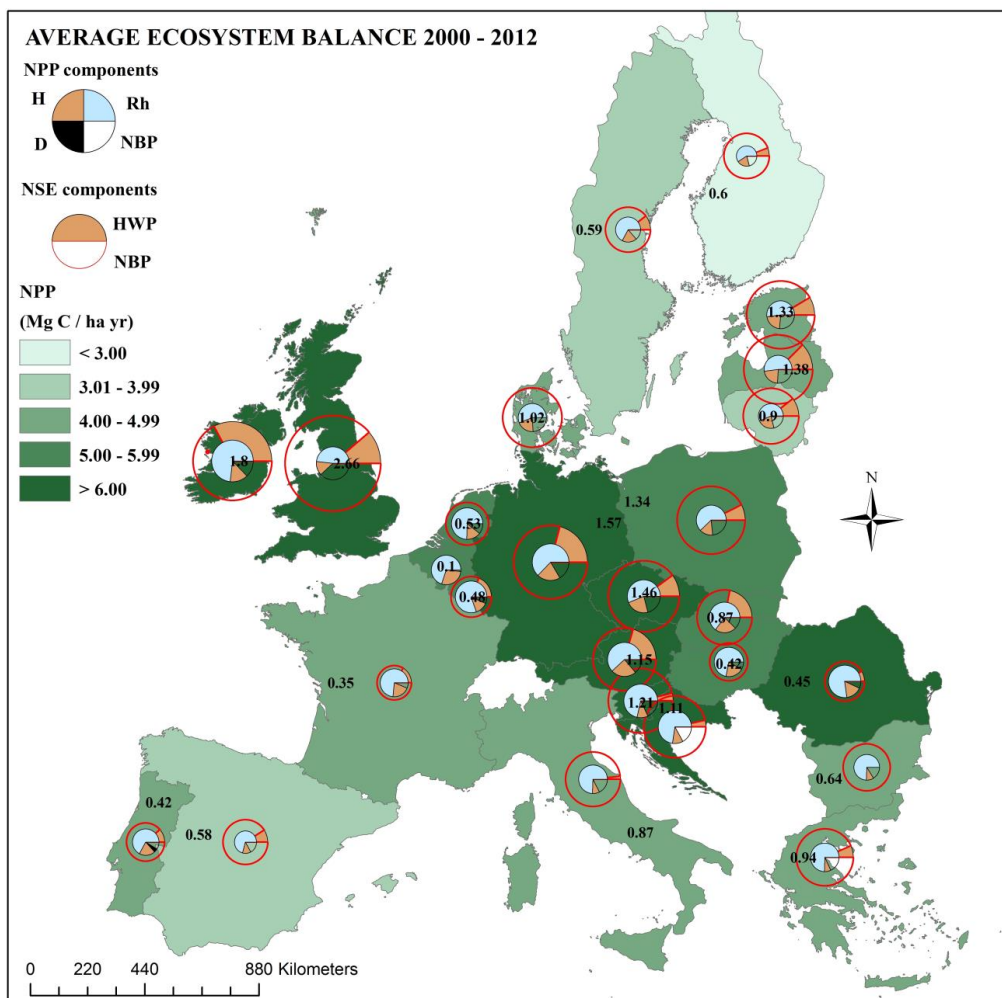 AVERAGE ECOSYSTEM BALANCE 2000 - 2012
NPP components
H
Rh
D
NBP
NSE components
HWP
NBP
NPP
(Mg C / ha yr)
< 3.00
3.01 - 3.99
4.00 - 4.99
5.00 - 5.99
> 6.00
0.6
0.59
1.33
1.38
0.9
1.02
1.8
2.66
N
1.34
1.57
0.53
0.1
0.48
1.46
0.87
1.15
0.42
0.35
1.21
1.11
0.45
0.64
0.42
0.58
0.87
0.94
0 220 440 880 Kilometers